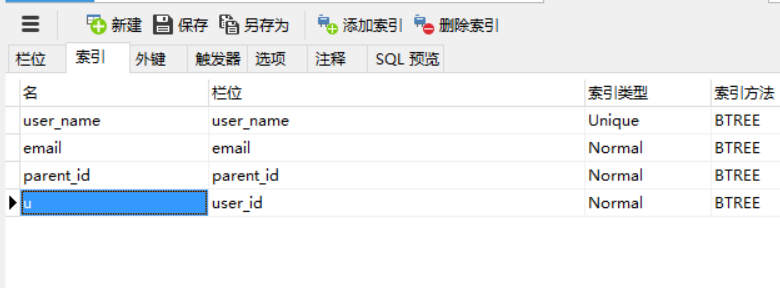 新建 保存 另存为 添加索引 删除索引
栏位 索引 外键 触发器 选项 注释 SQL 预览
名 栏位 索引类型 索引方法
user_name user_name Unique BTREE
email email Normal BTREE
parent_id parent_id Normal BTREE
u user_id Normal BTREE